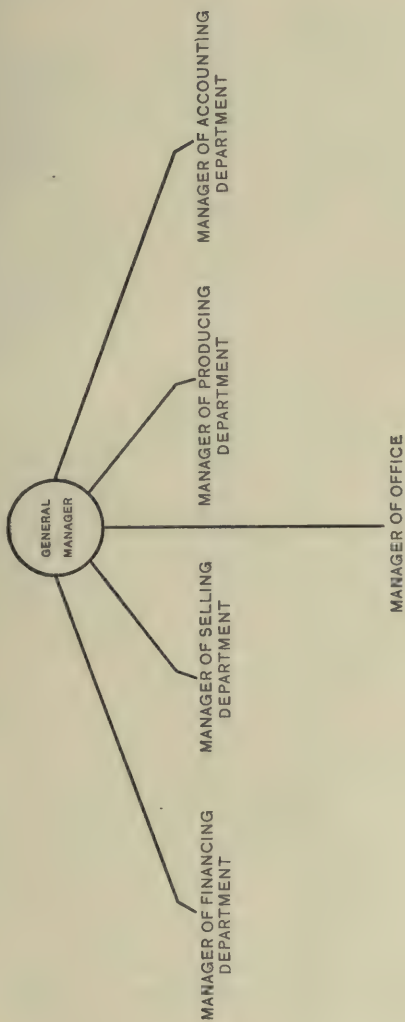 GENERAL
MANAGER
MANAGER OF FINANCING
DEPARTMENT
MANAGER OF SELLING
DEPARTMENT
MANAGER OF PRODUCING
DEPARTMENT
MANAGER OF ACCOUNTING
DEPARTMENT
MANAGER OF OFFICE